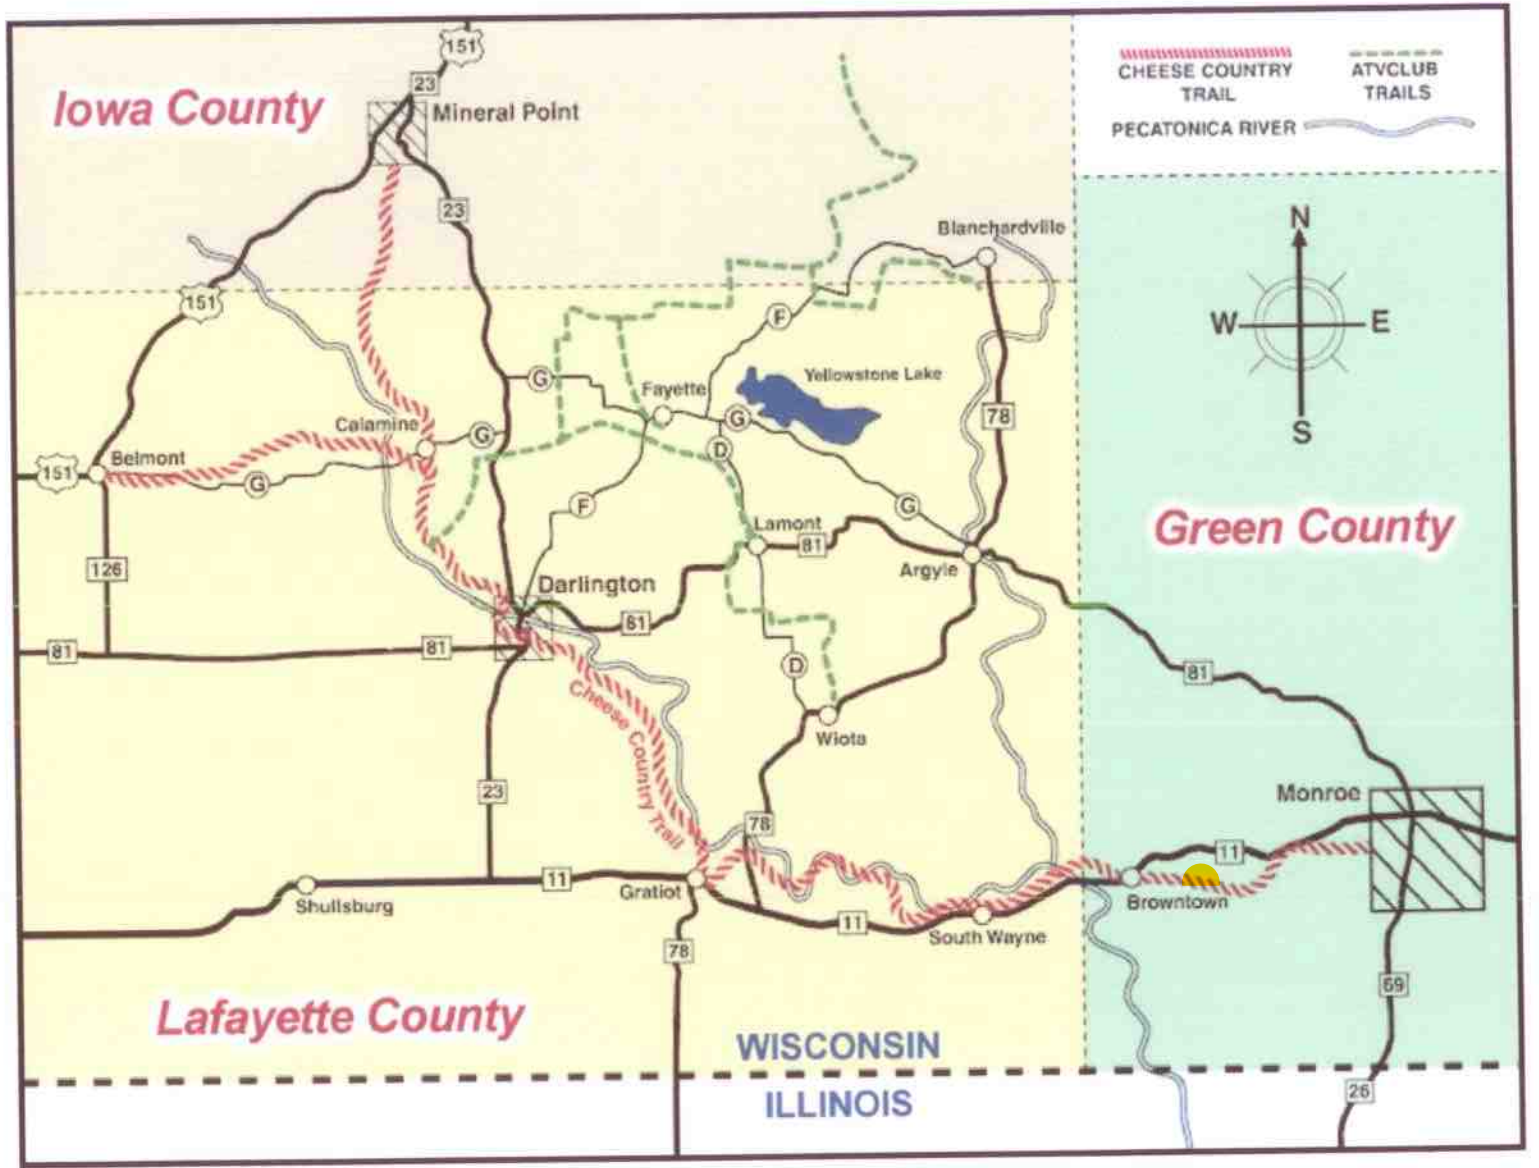 151
23
Iowa County
Mineral Point
CHEESE COUNTRY
TRAIL
ATVCLUB
TRAILS
PECATONICA RIVER
23
Blanchardville
N
W
E
S
151
F
G
Fayette
Yellowstone Lake
78
Calamine
G
G
D
Belmont
151
G
F
G
Green County
Lamont
81
Argyle
126
Darlington
81
81
81
D
81
Cheese Country Trail
Wiota
23
78
Monroe
11
11
Gratiot
Shullsburg
Browntown
11
South Wayne
78
69
Lafayette County
WISCONSIN
ILLINOIS
26